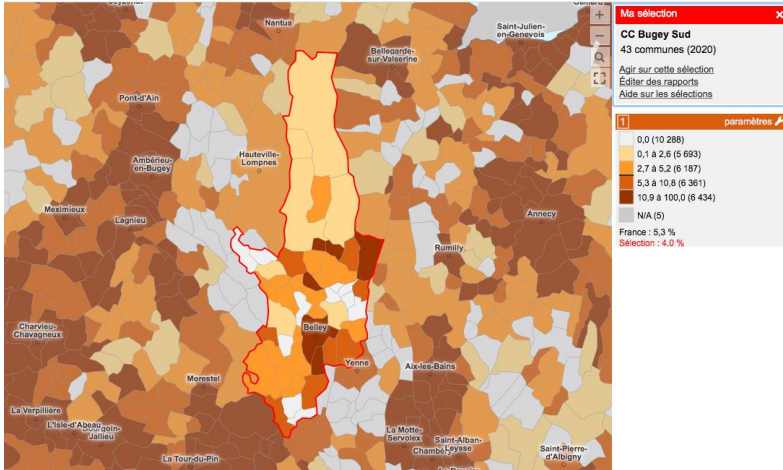 Nantua
Saint-Julien-
en-Genevois
Bellegarde-
sur-Valserine
Pont-d'Ain
Ambérieu-
en-Bugey
Hauteville-
Lompnes
Meximieux
Lagnieu
Annecy
Rumilly
Charvieu-
Chavagneux
Belley
Yenne
Aix-les-Bains
Morestel
La Verpillière
L'Isle-d'Abeau
Bourgoin-
Jallieu
La Tour-du-Pin
La Motte-
Servolex
Chambéry
Saint-Alban-
Leysse
Saint-Pierre-
d'Albigny
+
−
Ma sélection
CC Bugey Sud
43 communes (2020)
Agir sur cette sélection
Éditer des rapports
Aide sur les sélections
1 paramètres
0,0 (10 288)
0,1 à 2,6 (5 693)
2,7 à 5,2 (6 187)
5,3 à 10,8 (6 361)
10,9 à 100,0 (6 434)
N/A (5)
France : 5,3 %
Sélection : 4,0 %